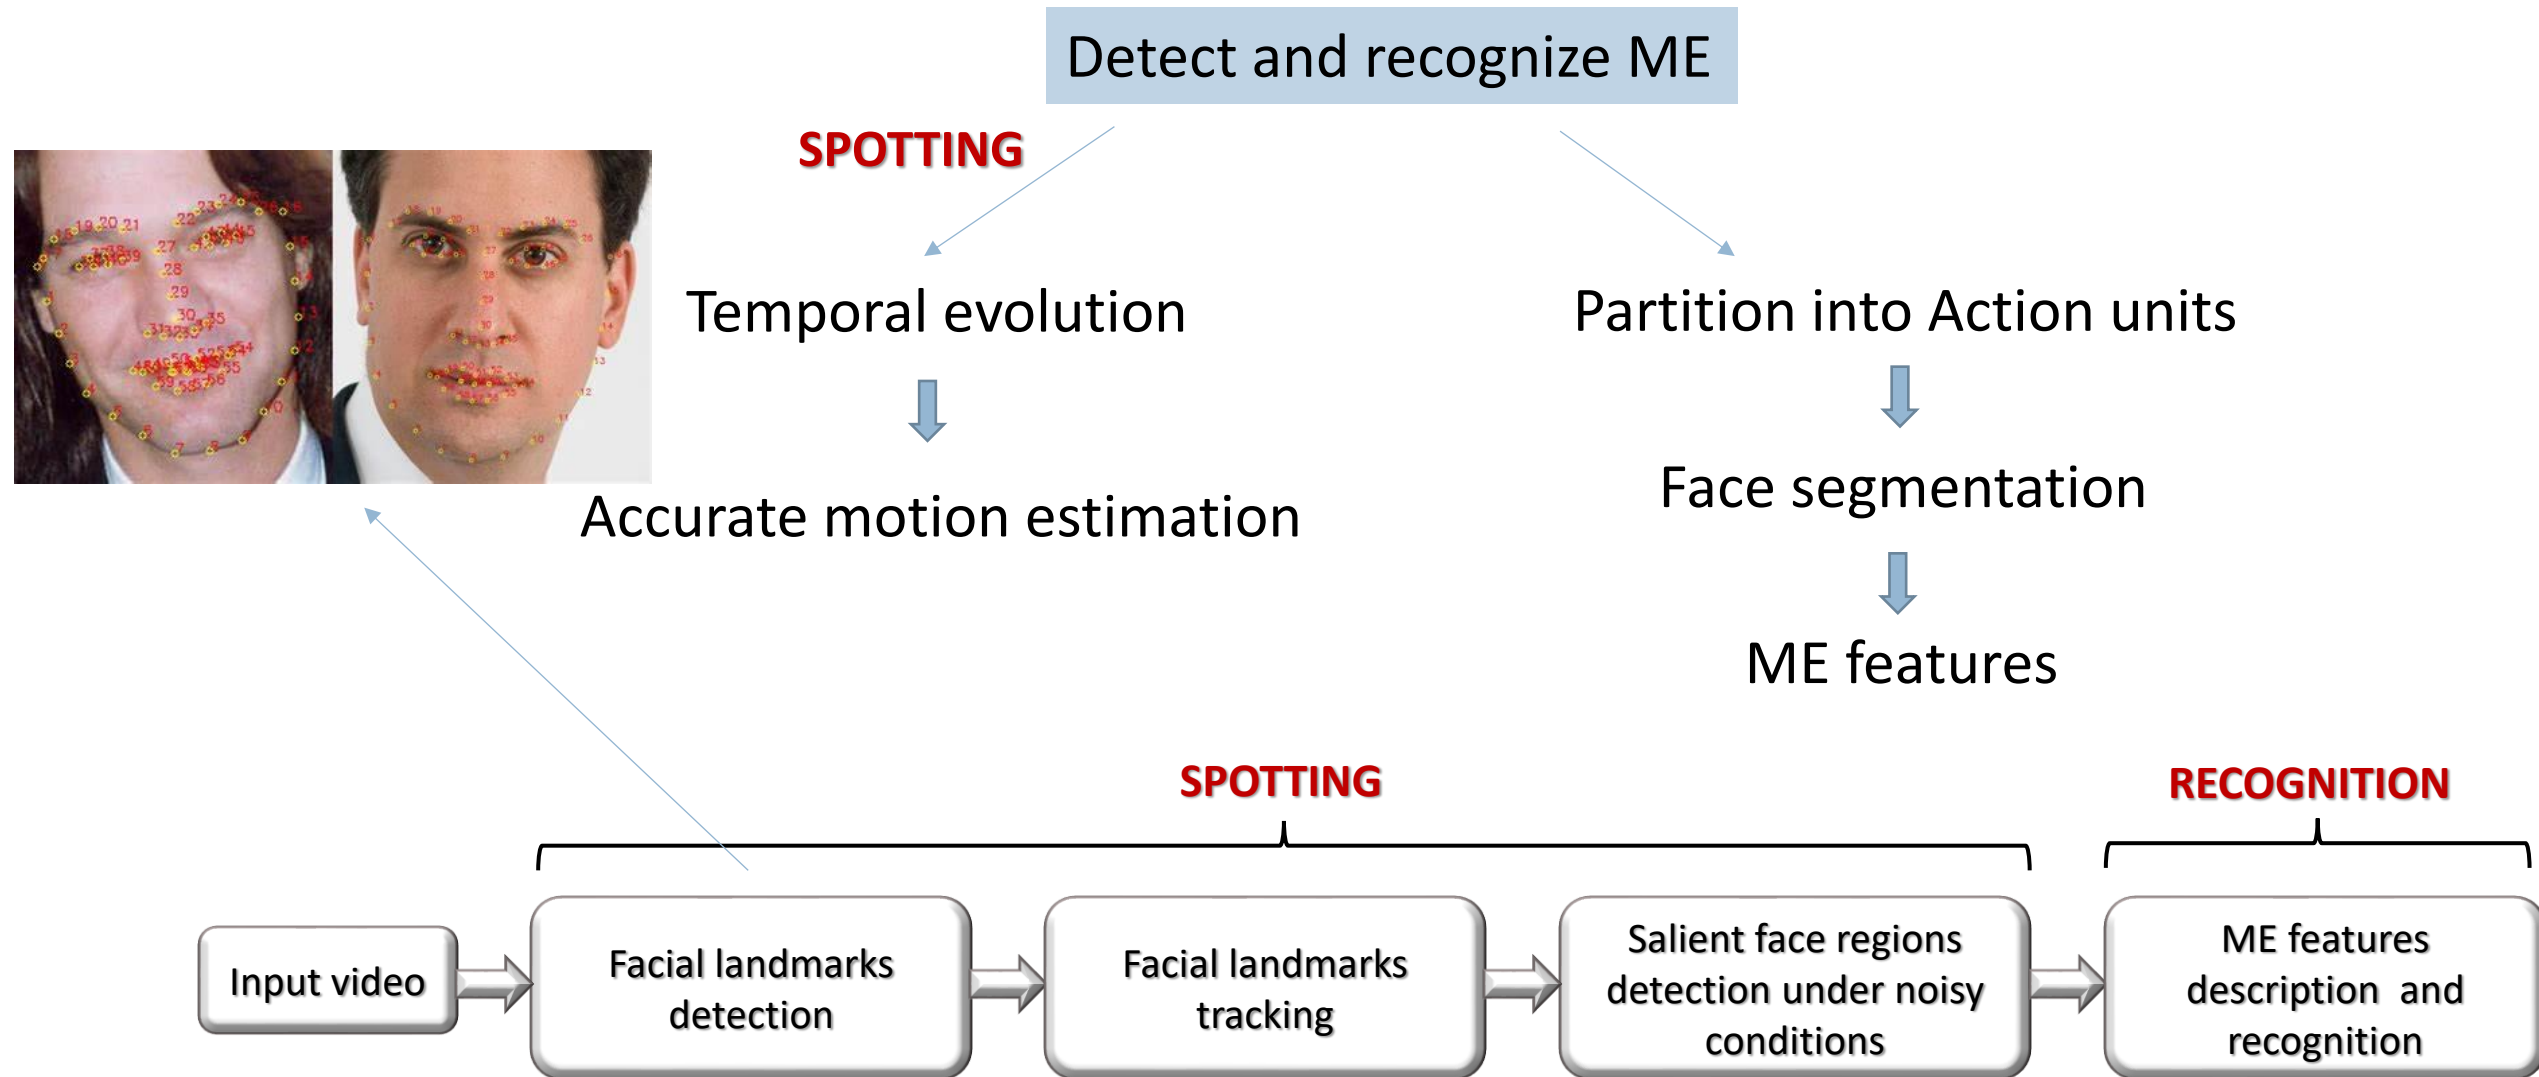 Detect and recognize ME
SPOTTING
Temporal evolution
Partition into Action units
Accurate motion estimation
Face segmentation
ME features
SPOTTING
RECOGNITION
Input video
Facial landmarks
detection
Facial landmarks
tracking
Salient face regions
detection under noisy
conditions
ME features
description and
recognition